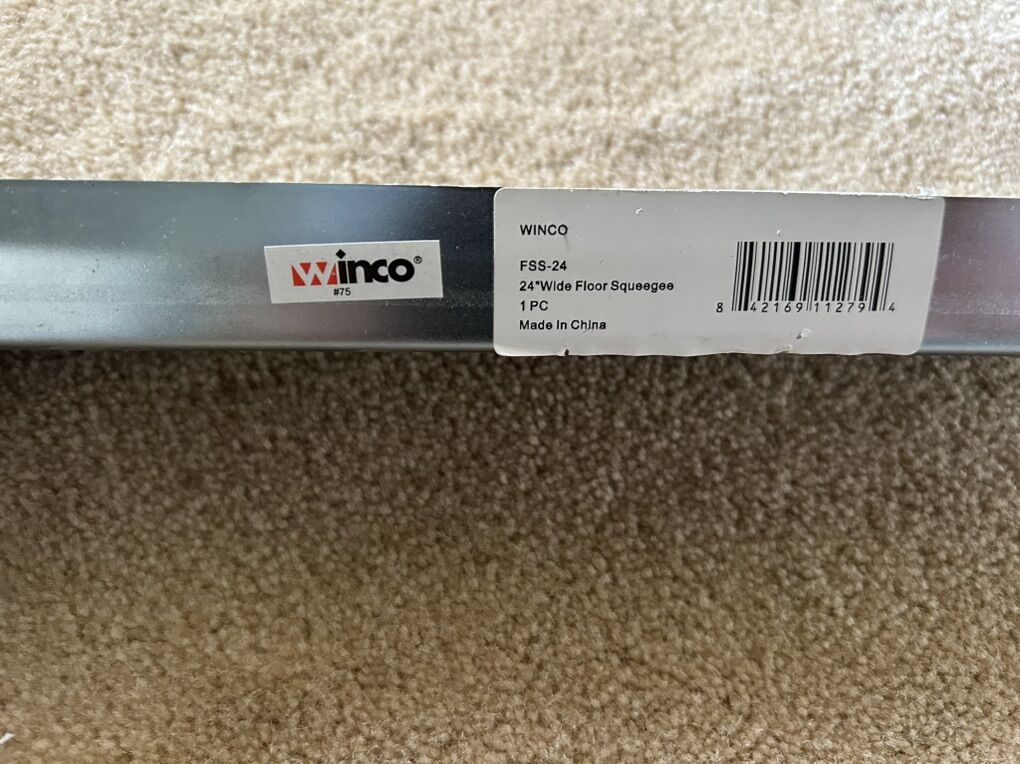 winco®
#75
WINCO
FSS-24
24"Wide Floor Squeegee
1 PC
Made In China
8 42169 11279 4